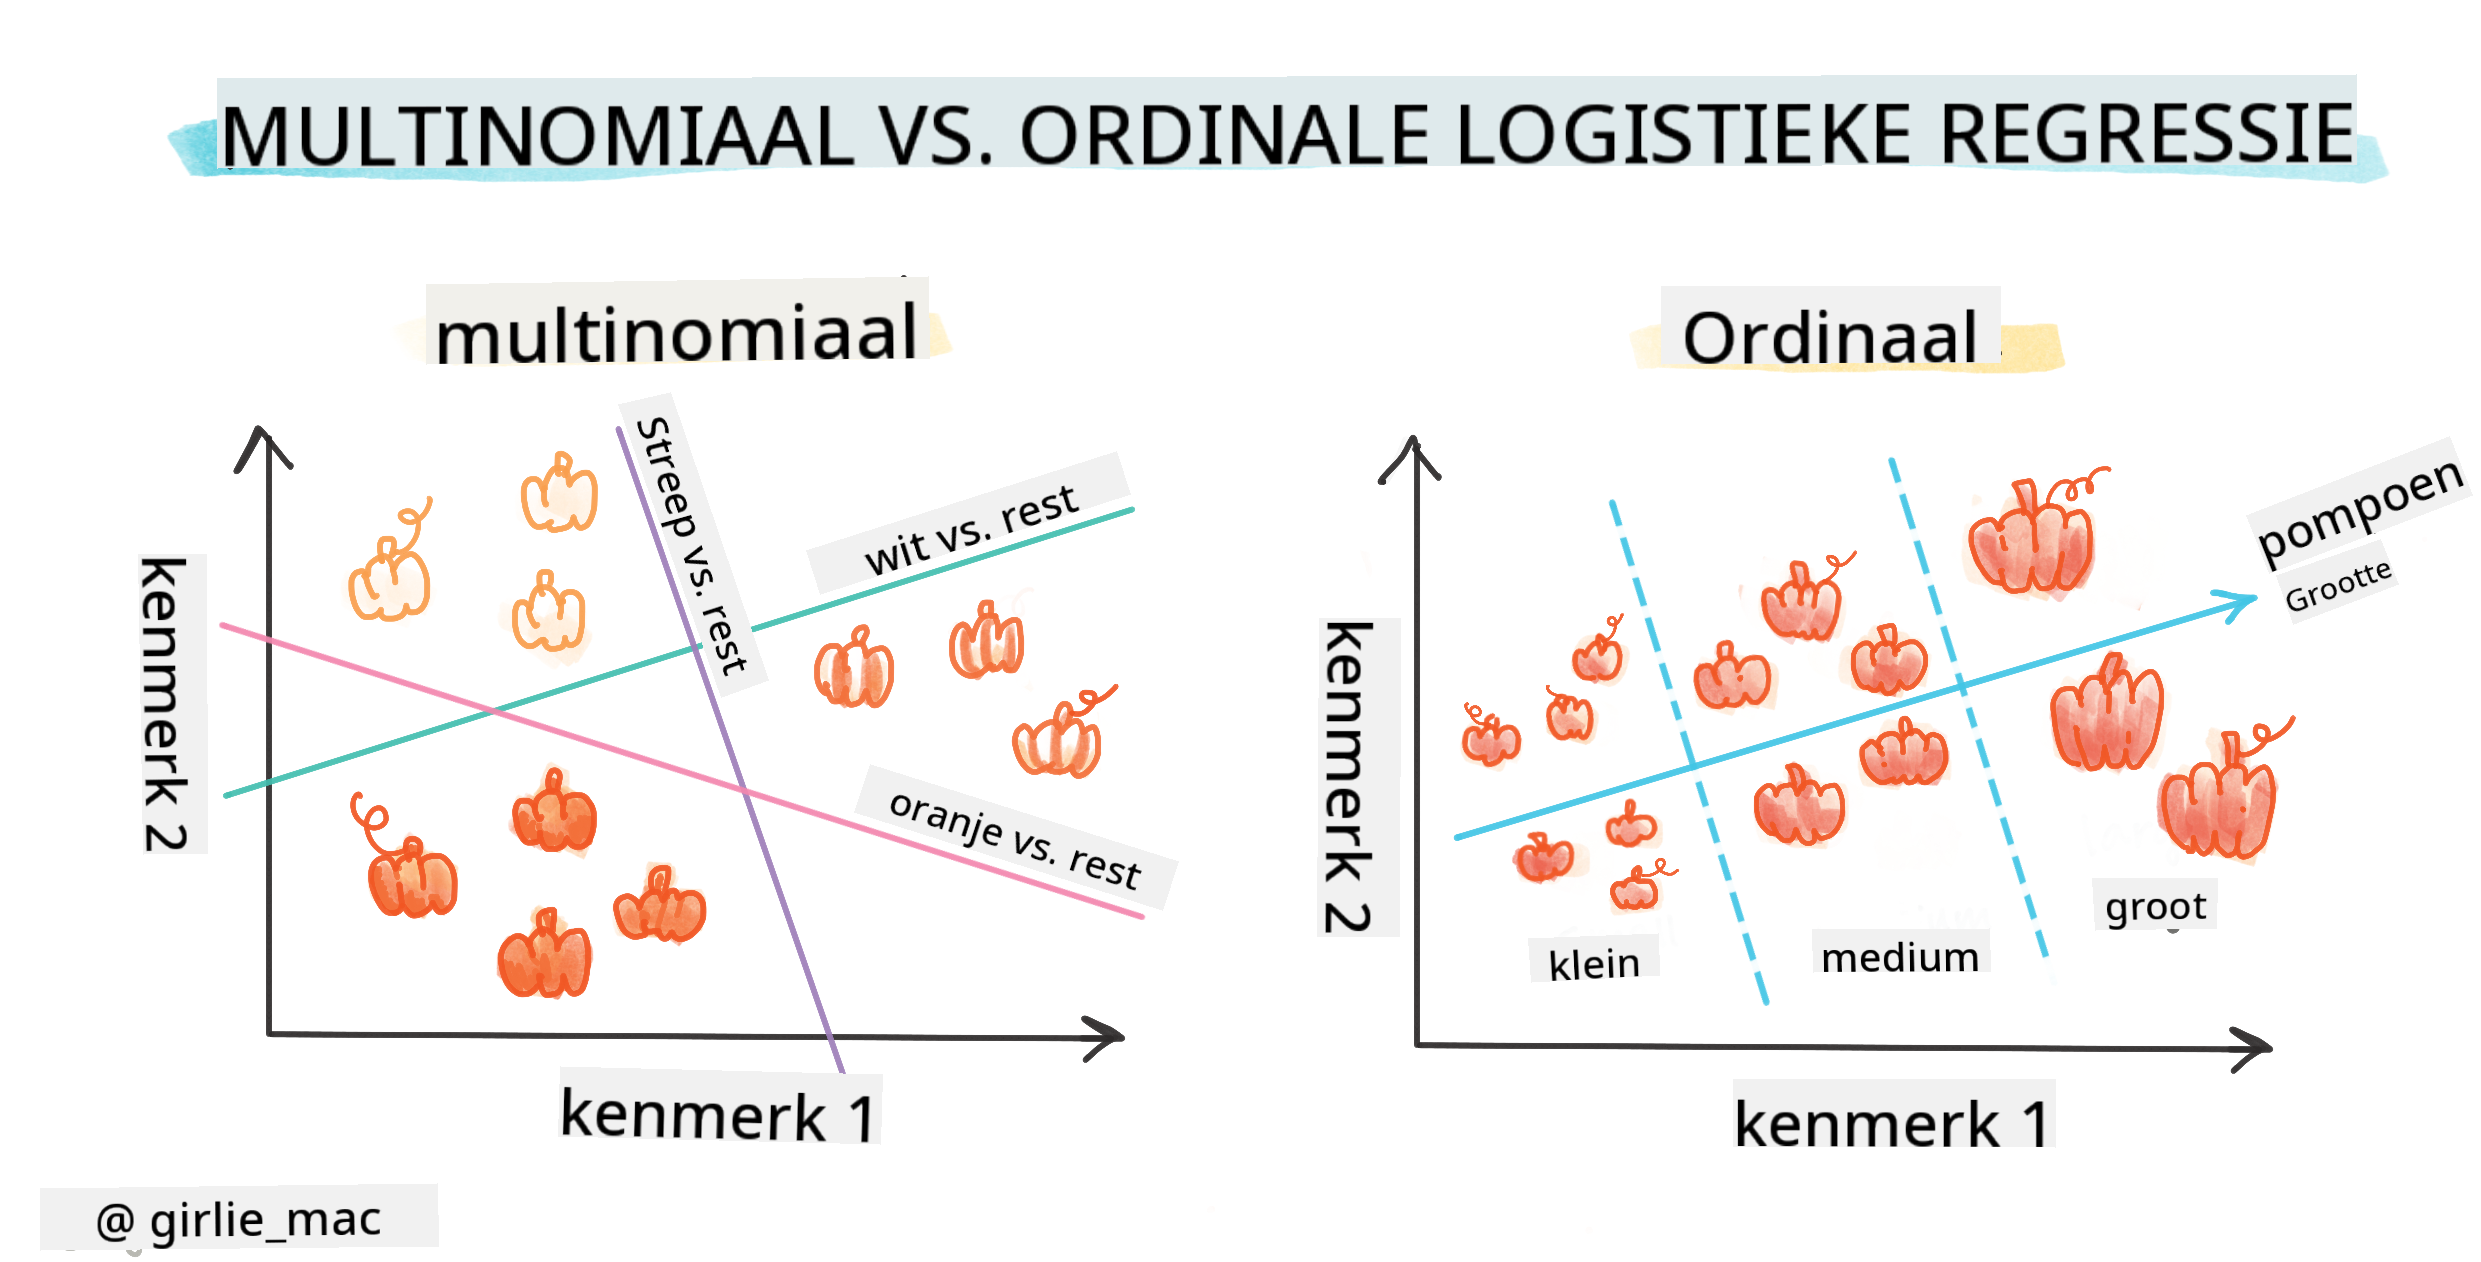 MULTINOMIAAL VS. ORDINALE LOGISTIEKE REGRESSIE
multinomiaal
Streep vs. rest
wit vs. rest
oranje vs. rest
kenmerk 2
kenmerk 1
Ordinaal
pompoen
Grootte
klein
medium
groot
kenmerk 2
kenmerk 1
@ girlie_mac